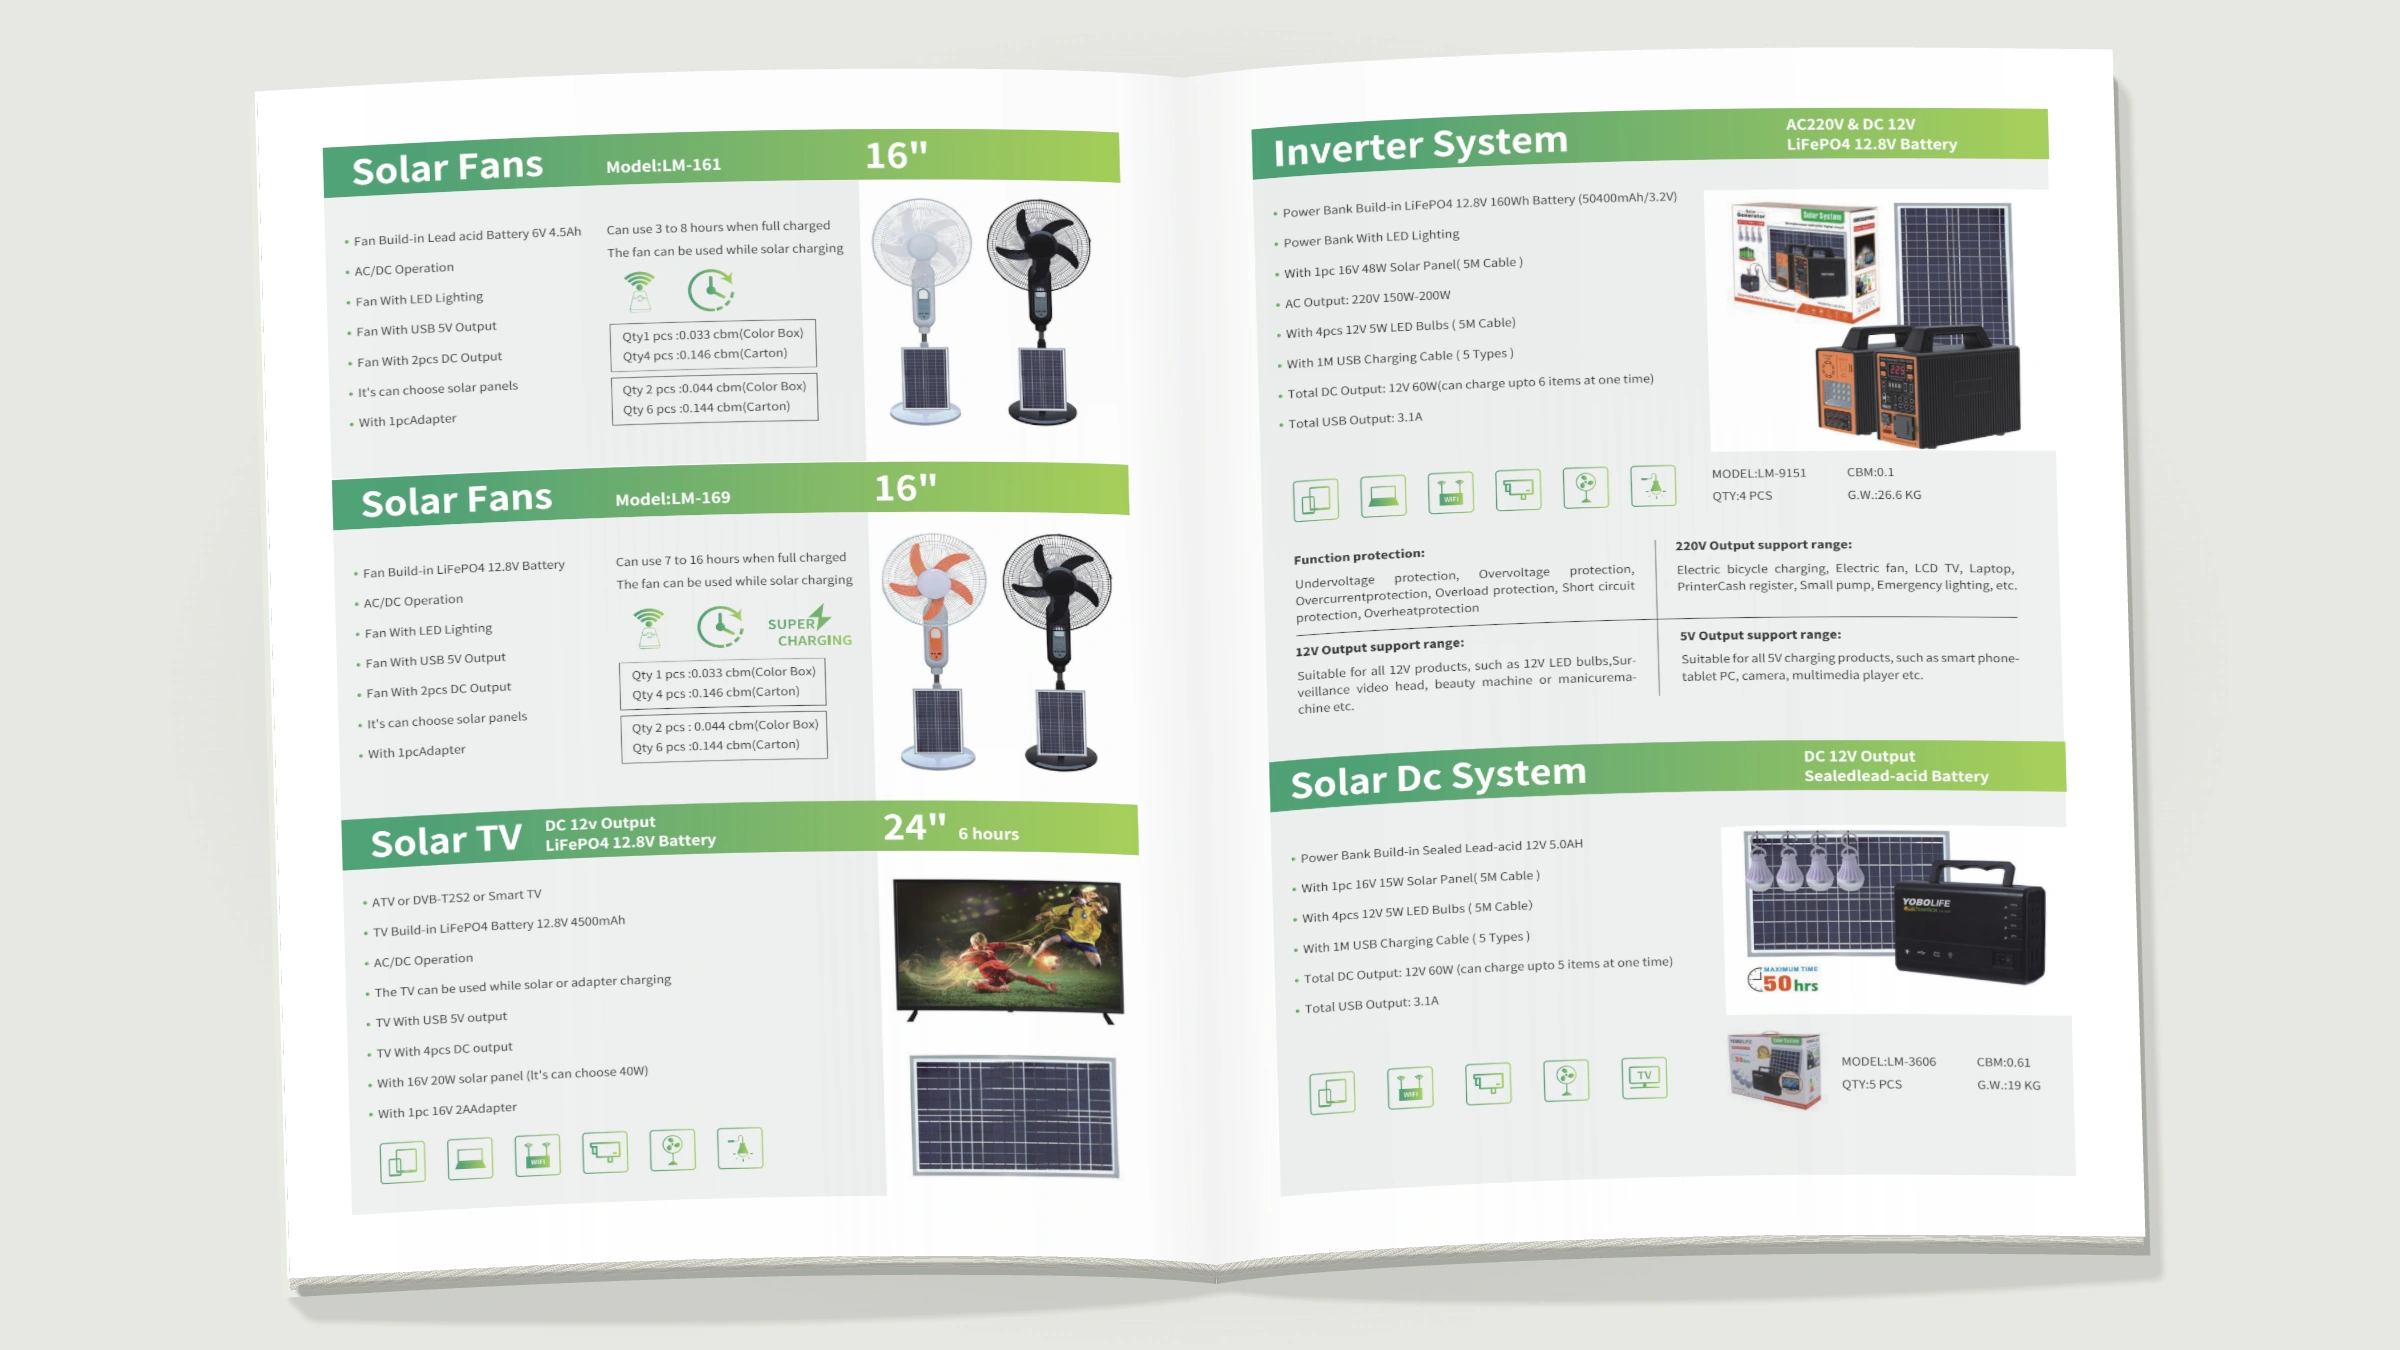 Solar Fans Model:LM-161 16"
• Fan Build-in Lead acid Battery 6V 4.5Ah
• AC/DC Operation
• Fan With LED Lighting
• Fan With USB 5V Output
• Fan With 2pcs DC Output
• It's can choose solar panels
• With 1pcAdapter
Can use 3 to 8 hours when full charged
The fan can be used while solar charging
Qty1 pcs :0.033 cbm(Color Box)
Qty4 pcs :0.146 cbm(Carton)
Qty 2 pcs :0.044 cbm(Color Box)
Qty 6 pcs :0.144 cbm(Carton)
Solar Fans Model:LM-169 16"
• Fan Build-in LiFePO4 12.8V Battery
• AC/DC Operation
• Fan With LED Lighting
• Fan With USB 5V Output
• Fan With 2pcs DC Output
• It's can choose solar panels
• With 1pcAdapter
Can use 7 to 16 hours when full charged
The fan can be used while solar charging
SUPER
CHARGING
Qty 1 pcs :0.033 cbm(Color Box)
Qty 4 pcs :0.146 cbm(Carton)
Qty 2 pcs : 0.044 cbm(Color Box)
Qty 6 pcs :0.144 cbm(Carton)
Solar TV
DC 12v Output
LiFePO4 12.8V Battery
24" 6 hours
• ATV or DVB-T2S2 or Smart TV
• TV Build-in LiFePO4 Battery 12.8V 4500mAh
• AC/DC Operation
• The TV can be used while solar or adapter charging
• TV With USB 5V output
• TV With 4pcs DC output
• With 16V 20W solar panel (It's can choose 40W)
• With 1pc 16V 2AAdapter
WIFI
Inverter System
AC220V & DC 12V
LiFePO4 12.8V Battery
• Power Bank Build-in LiFePO4 12.8V 160Wh Battery (50400mAh/3.2V)
• Power Bank With LED Lighting
• With 1pc 16V 48W Solar Panel( 5M Cable )
• AC Output: 220V 150W-200W
• With 4pcs 12V 5W LED Bulbs ( 5M Cable)
• With 1M USB Charging Cable ( 5 Types )
• Total DC Output: 12V 60W(can charge upto 6 items at one time)
• Total USB Output: 3.1A
Solar
Generator
Solar System
225
WIFI
MODEL:LM-9151 CBM:0.1
QTY:4 PCS G.W.:26.6 KG
Function protection:
Undervoltage protection, Overvoltage protection,
Overcurrentprotection, Overload protection, Short circuit
protection, Overheatprotection
220V Output support range:
Electric bicycle charging, Electric fan, LCD TV, Laptop,
PrinterCash register, Small pump, Emergency lighting, etc.
12V Output support range:
Suitable for all 12V products, such as 12V LED bulbs,Sur-
veillance video head, beauty machine or manicurema-
chine etc.
5V Output support range:
Suitable for all 5V charging products, such as smart phone-
tablet PC, camera, multimedia player etc.
Solar Dc System
DC 12V Output
Sealedlead-acid Battery
• Power Bank Build-in Sealed Lead-acid 12V 5.0AH
• With 1pc 16V 15W Solar Panel( 5M Cable )
• With 4pcs 12V 5W LED Bulbs ( 5M Cable)
• With 1M USB Charging Cable ( 5 Types )
• Total DC Output: 12V 60W (can charge upto 5 items at one time)
• Total USB Output: 3.1A
YOBOLIFE
MAXIMUM TIME
50 hrs
WIFI
TV
MODEL:LM-3606 CBM:0.61
QTY:5 PCS G.W.:19 KG